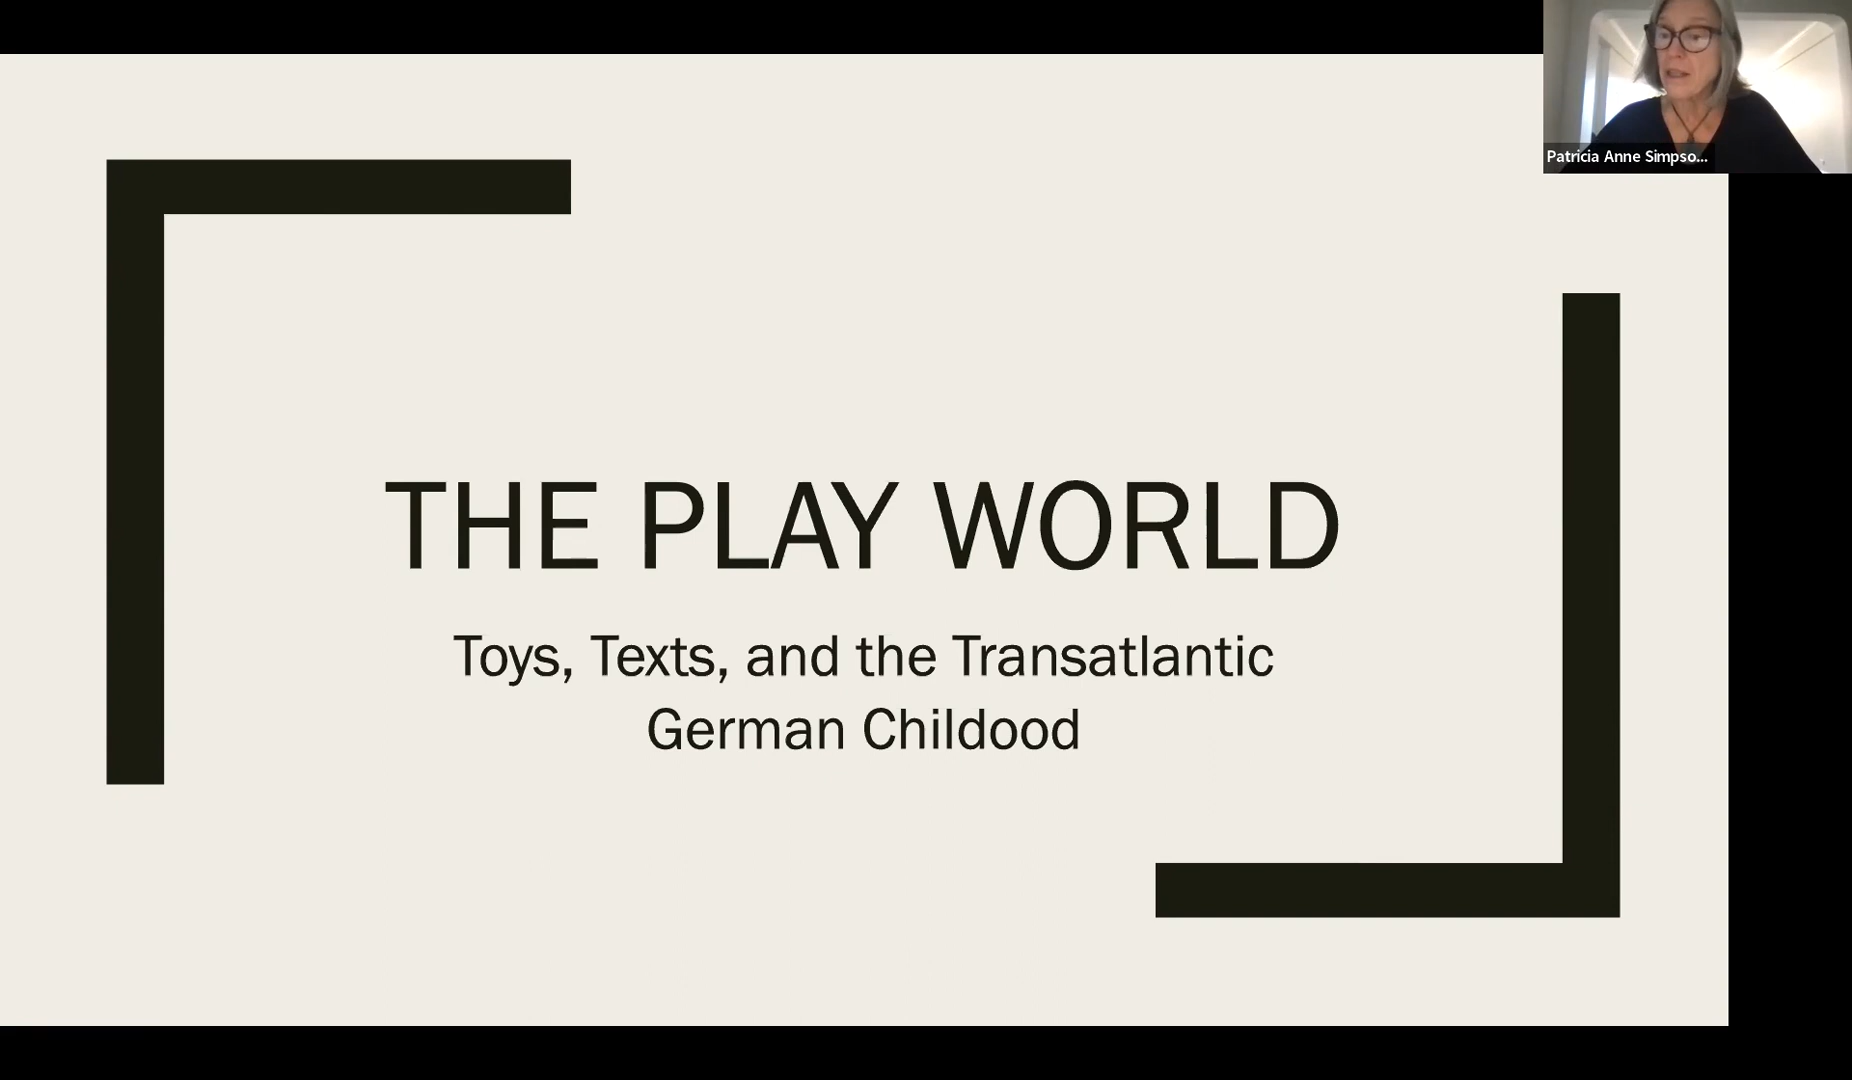 Patricia Anne Simpso...
THE PLAY WORLD
Toys, Texts, and the Transatlantic
German Childood